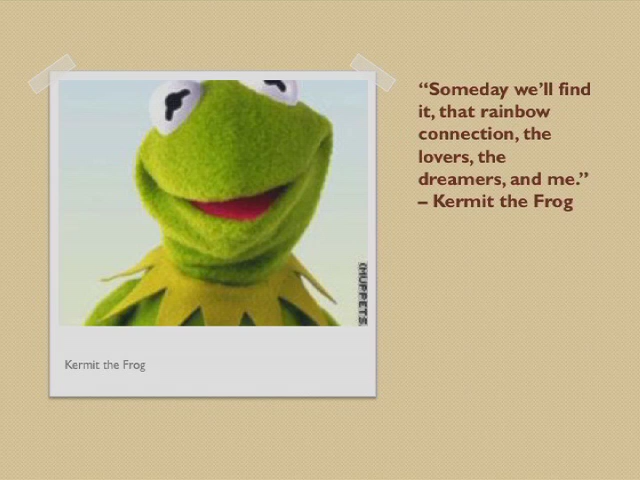 “Someday we’ll find
it, that rainbow
connection, the
lovers, the
dreamers, and me.”
– Kermit the Frog
MUPPETS
Kermit the Frog